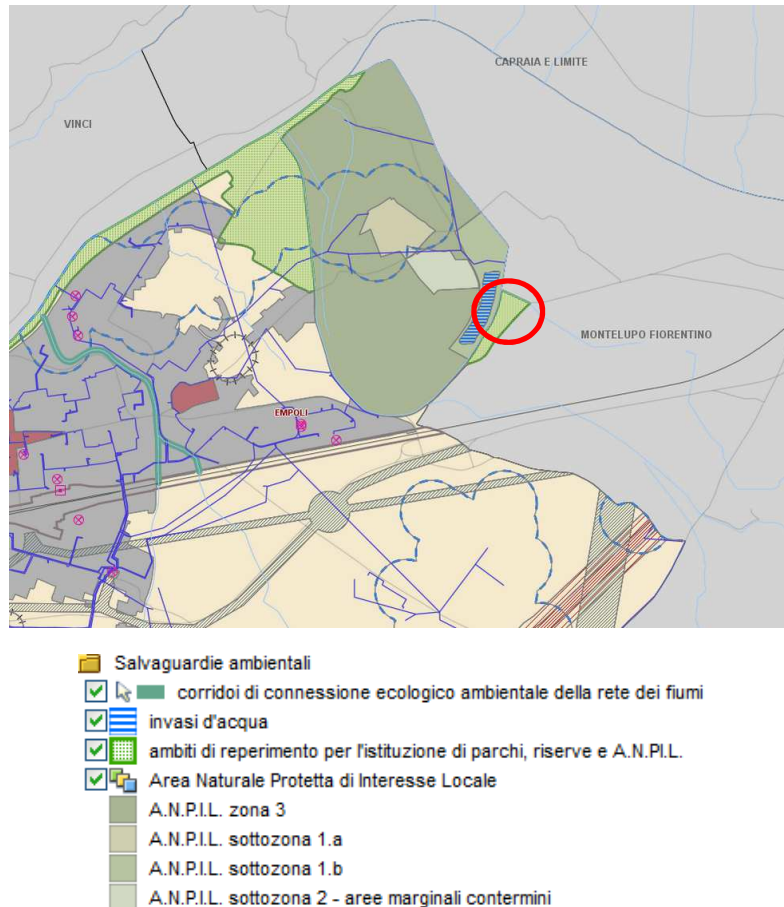 CAPRAIA E LIMITE
VINCI
MONTELUPO FIORENTINO
EMPOLI
Salvaguardie ambientali
corridoi di connessione ecologico ambientale della rete dei fiumi
invasi d'acqua
ambiti di reperimento per l'istituzione di parchi, riserve e A.N.PI.L.
Area Naturale Protetta di Interesse Locale
A.N.P.I.L. zona 3
A.N.P.I.L. sottozona 1.a
A.N.P.I.L. sottozona 1.b
A.N.P.I.L. sottozona 2 - aree marginali contermini